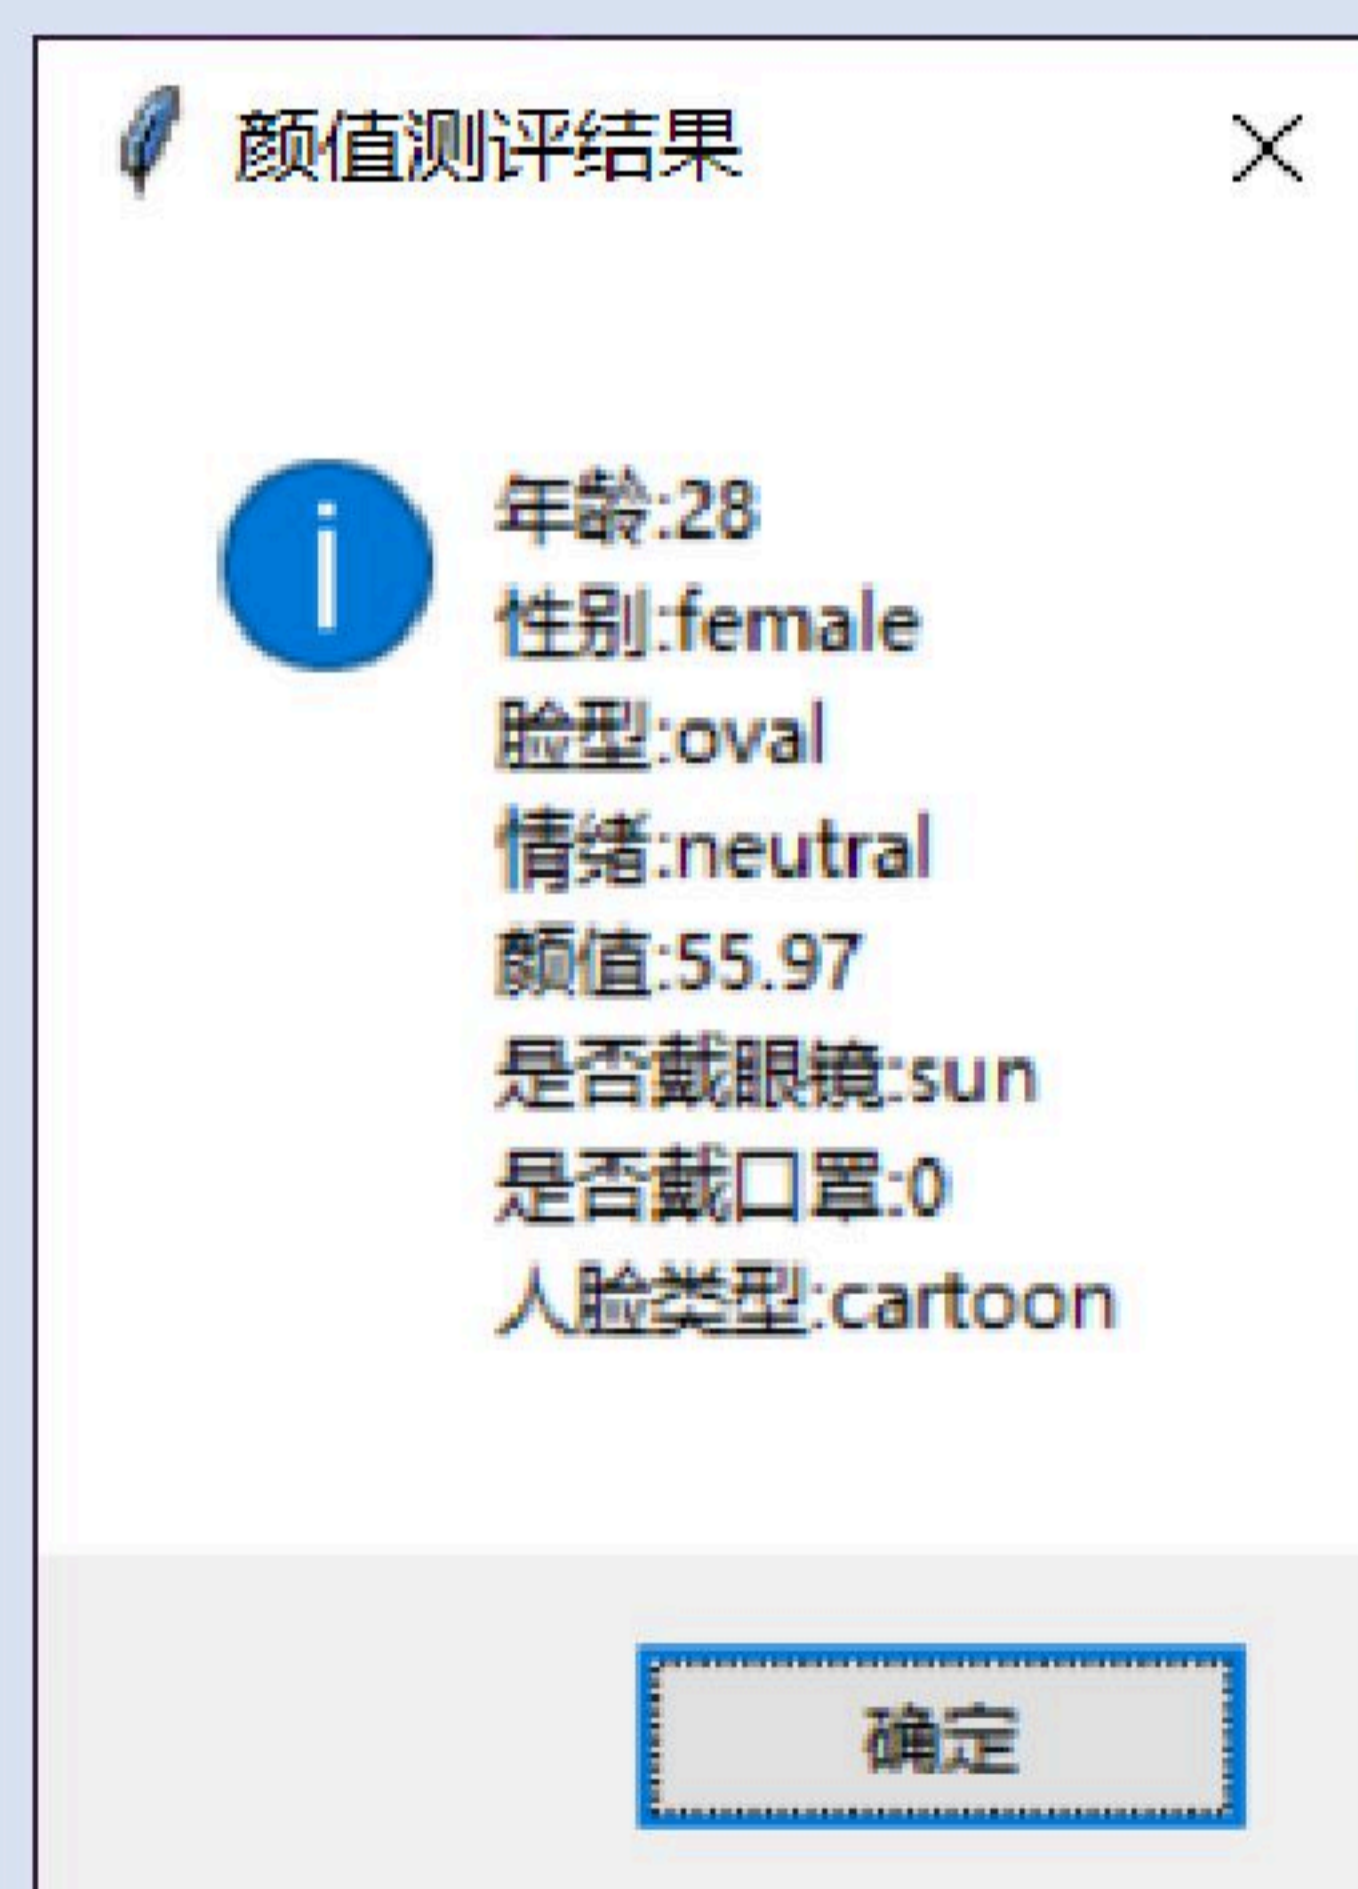 颜值测评结果
年龄:28
性别:female
脸型:oval
情绪:neutral
颜值:55.97
是否戴眼镜:sun
是否戴口罩:0
人脸类型:cartoon
确定